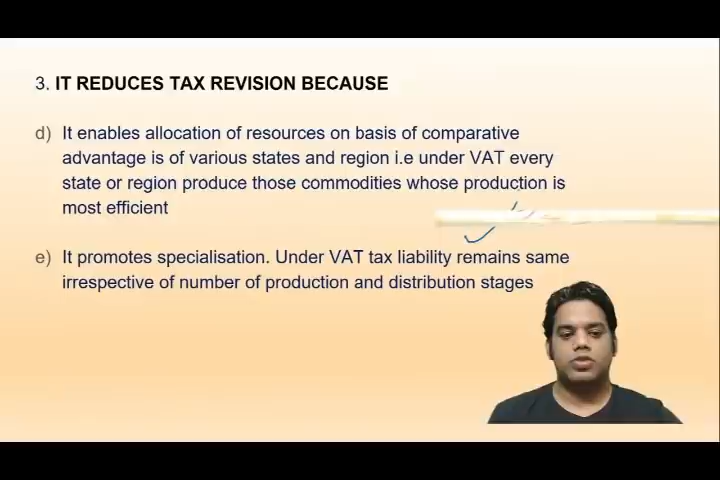 3. IT REDUCES TAX REVISION BECAUSE
d) It enables allocation of resources on basis of comparative
advantage is of various states and region i.e under VAT every
state or region produce those commodities whose production is
most efficient
e) It promotes specialisation. Under VAT tax liability remains same
irrespective of number of production and distribution stages